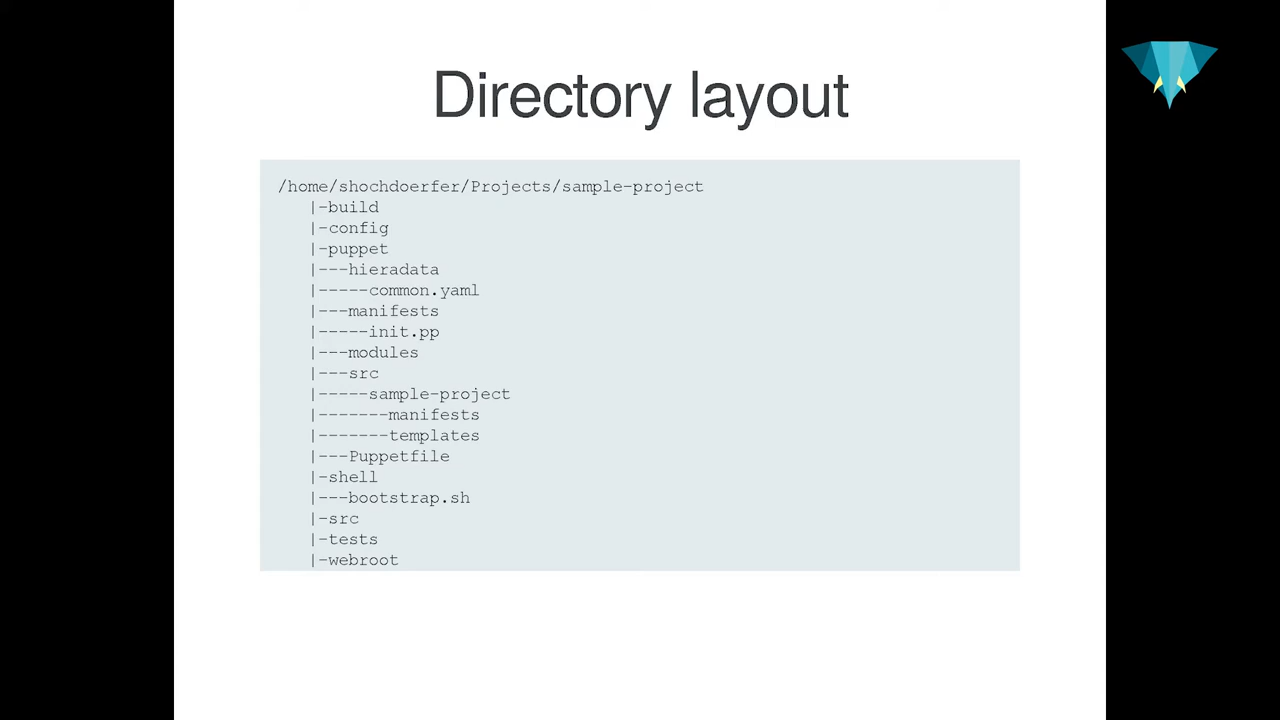 Directory layout
/home/shochdoerfer/Projects/sample-project
|-build
|-config
|-puppet
|---hieradata
|-----common.yaml
|---manifests
|-----init.pp
|---modules
|---src
|-----sample-project
|-------manifests
|-------templates
|---Puppetfile
|-shell
|---bootstrap.sh
|-src
|-tests
|-webroot